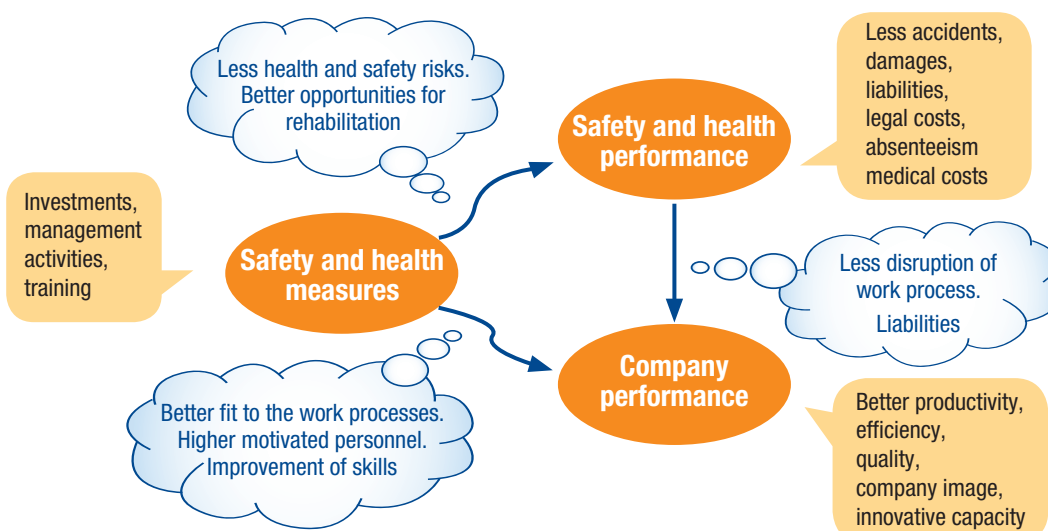 Less health and safety risks.
Better opportunities for
rehabilitation
Safety and health
performance
Less accidents,
damages,
liabilities,
legal costs,
absenteeism
medical costs
Investments,
management
activities,
training
Safety and health
measures
Less disruption of
work process.
Liabilities
Better fit to the work processes.
Higher motivated personnel.
Improvement of skills
Company
performance
Better productivity,
efficiency,
quality,
company image,
innovative capacity